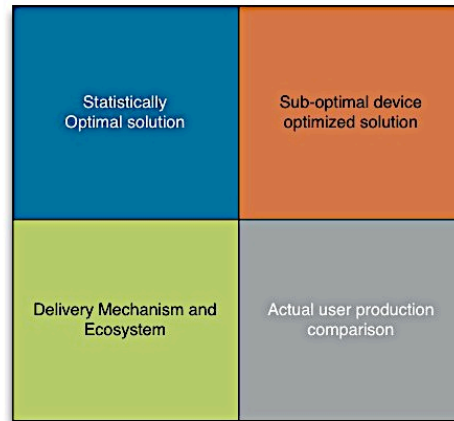 Statistically
Optimal solution
Sub-optimal device
optimized solution
Delivery Mechanism and
Ecosystem
Actual user production
comparison